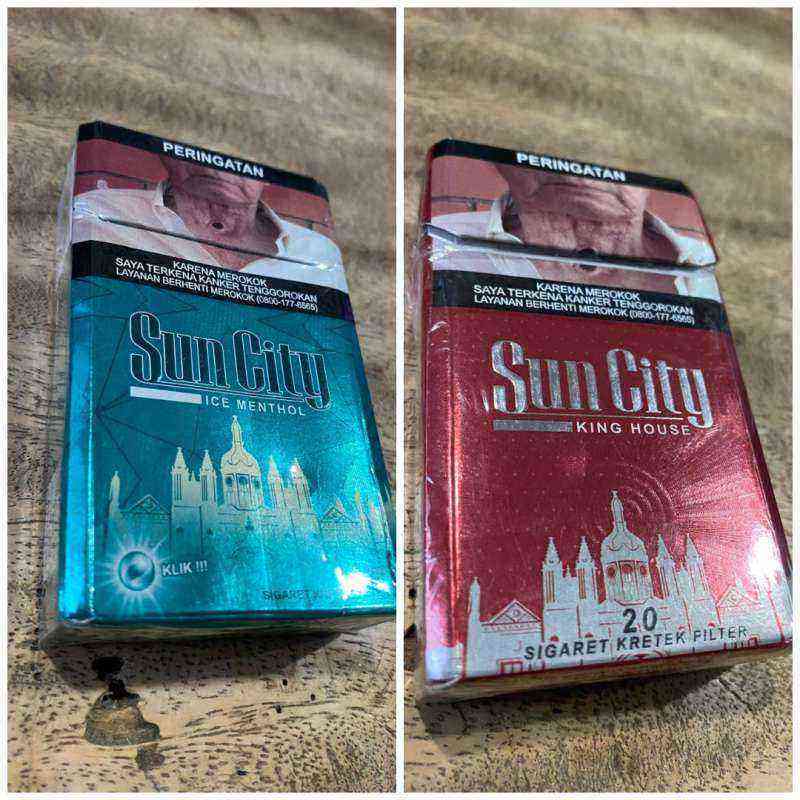 PERINGATAN
KARENA MEROKOK
SAYA TERKENA KANKER TENGGOROKAN
LAYANAN BERHENTI MEROKOK (0800-177-6565)
Sun City
ICE MENTHOL
KLIK !!!
SIGARET
PERINGATAN
KARENA MEROKOK
SAYA TERKENA KANKER TENGGOROKAN
LAYANAN BERHENTI MEROKOK (0800-177-6565)
Sun City
KING HOUSE
20
SIGARET KRETEK FILTER